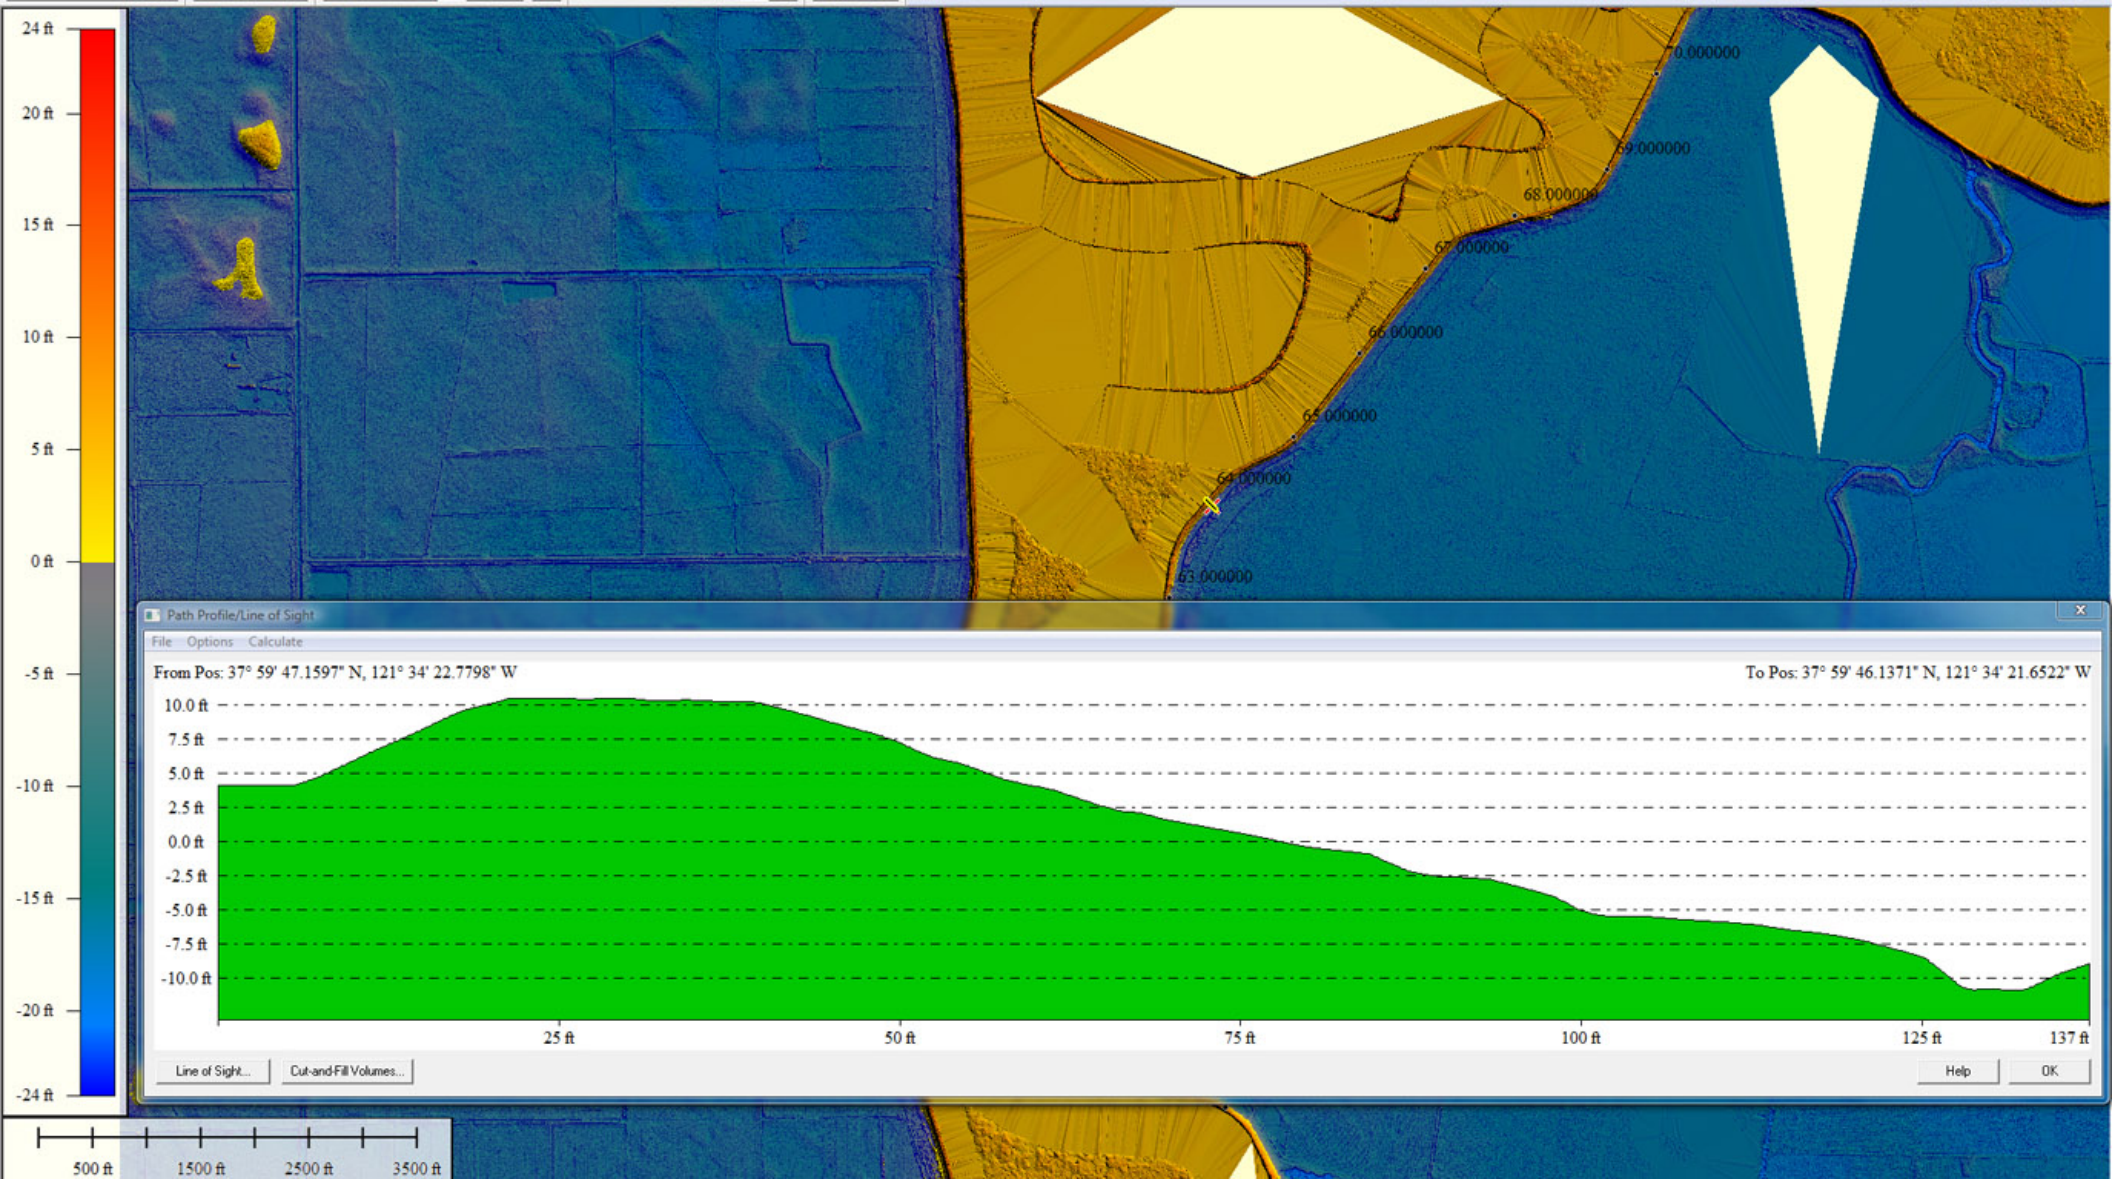 24 ft
20 ft
15 ft
10 ft
5 ft
0 ft
-5 ft
-10 ft
-15 ft
-20 ft
-24 ft
70.000000
69.000000
68.000000
67.000000
66.000000
65.000000
64.000000
63.000000
Path Profile/Line of Sight
File Options Calculate
From Pos: 37° 59' 47.1597" N, 121° 34' 22.7798" W To Pos: 37° 59' 46.1371" N, 121° 34' 21.6522" W
10.0 ft
7.5 ft
5.0 ft
2.5 ft
0.0 ft
-2.5 ft
-5.0 ft
-7.5 ft
-10.0 ft
25 ft 50 ft 75 ft 100 ft 125 ft 137 ft
Line of Sight... Cut-and-Fill Volumes... Help OK
500 ft 1500 ft 2500 ft 3500 ft